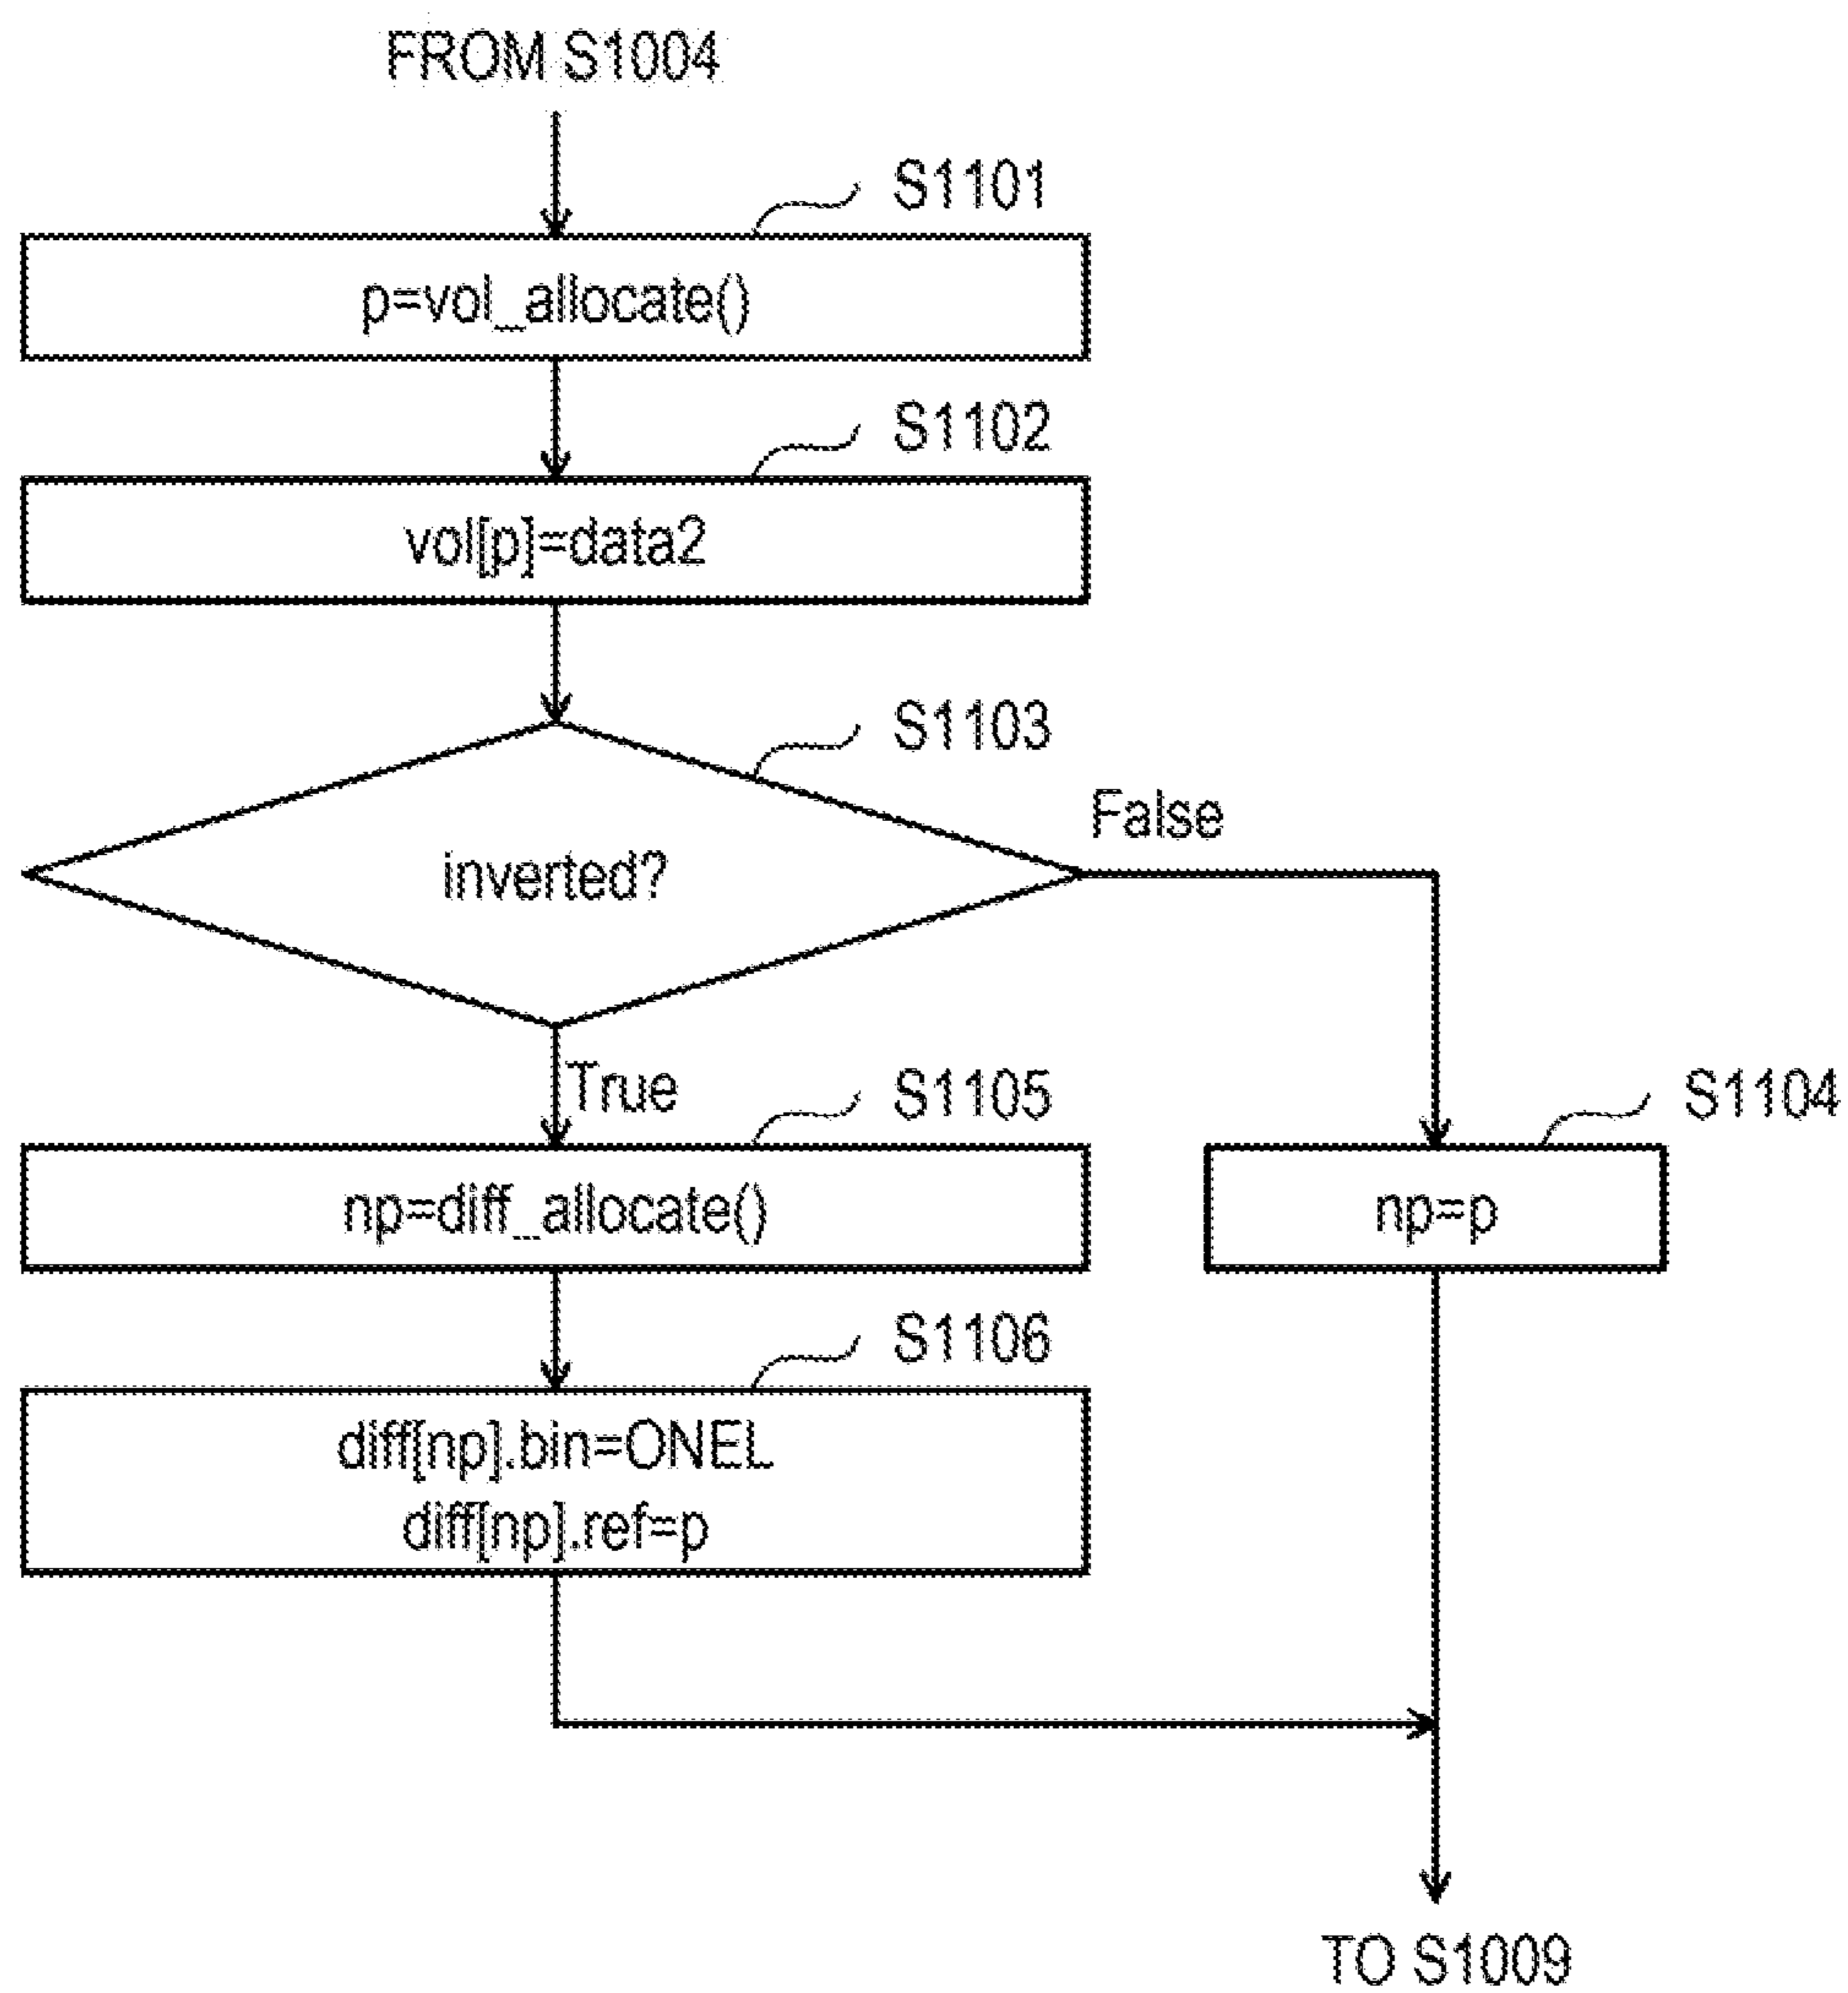 FROM S1004
S1101
p=vol_allocate()
S1102
vol[p]=data2
S1103
inverted?
False
True
S1105
np=diff_allocate()
S1104
np=p
S1106
diff[np].bin=ONEL
diff[np].ref=p
TO S1009